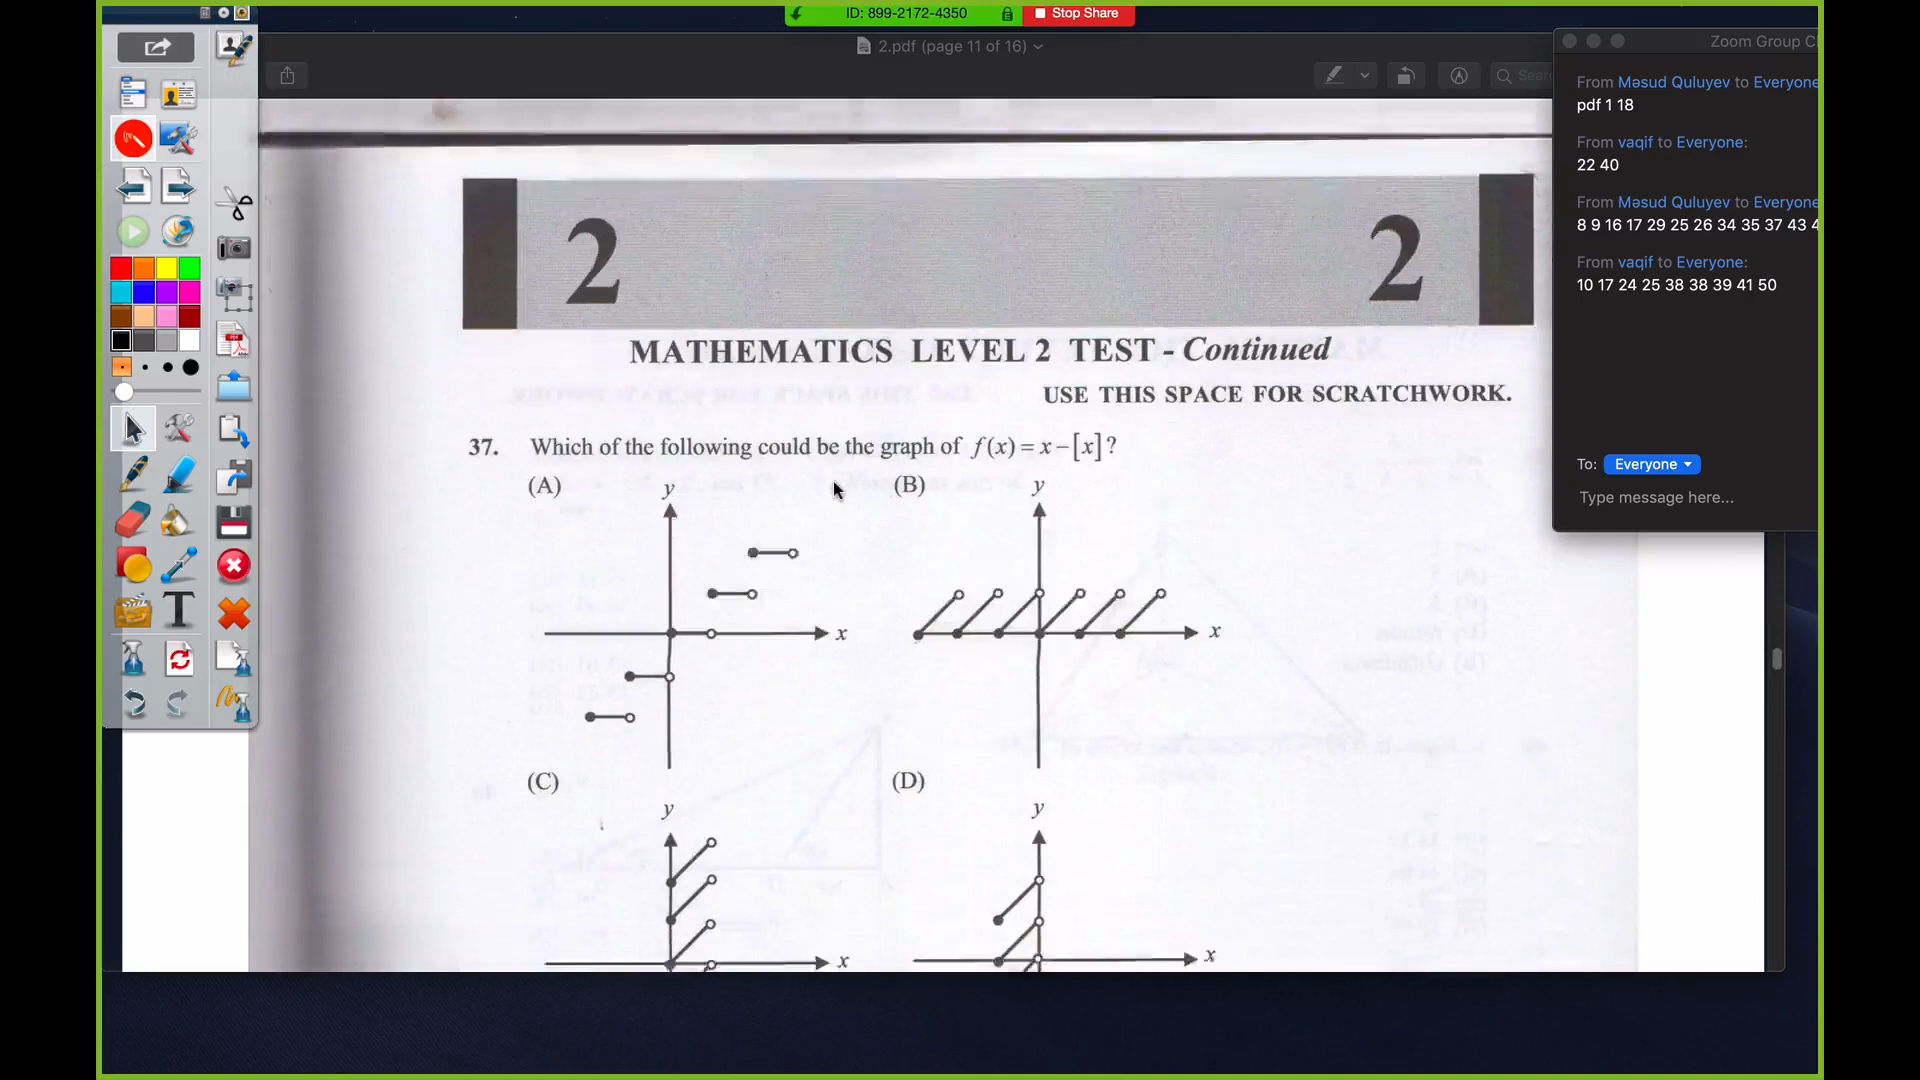 ID: 899-2172-4350
Stop Share
2.pdf (page 11 of 16)
Zoom Group C
From Məsud Quluyev to Everyone
pdf 1 18
From vaqif to Everyone:
22 40
From Məsud Quluyev to Everyone
8 9 16 17 29 25 26 34 35 37 43 4
From vaqif to Everyone:
10 17 24 25 38 38 39 41 50
To: Everyone
Type message here...
2 2
MATHEMATICS LEVEL 2 TEST - Continued
USE THIS SPACE FOR SCRATCHWORK.
37. Which of the following could be the graph of f(x) = x – [x]?
(A) y (B) y
x x
(C) (D)
y y
x x
T